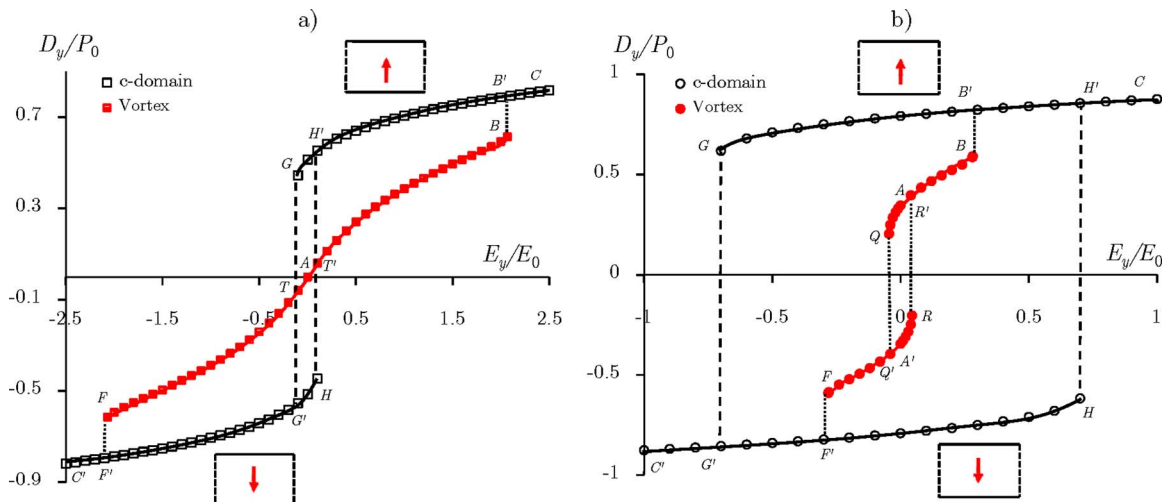 a)
D_y/P_0
c-domain
Vortex
0.7
0.3
-0.1
-0.5
-0.9
-2.5
-1.5
-0.5
0.5
1.5
2.5
E_y/E_0
B'
C
B
H'
G
A
T'
T
F
H
G'
C'
F'
b)
D_y/P_0
c-domain
Vortex
1
0.5
0
-0.5
-1
-1
-0.5
0.0
0.5
1
E_y/E_0
B'
H'
C
G
B
A
R'
Q
R
Q'
A'
F
H
C'
G'
F'